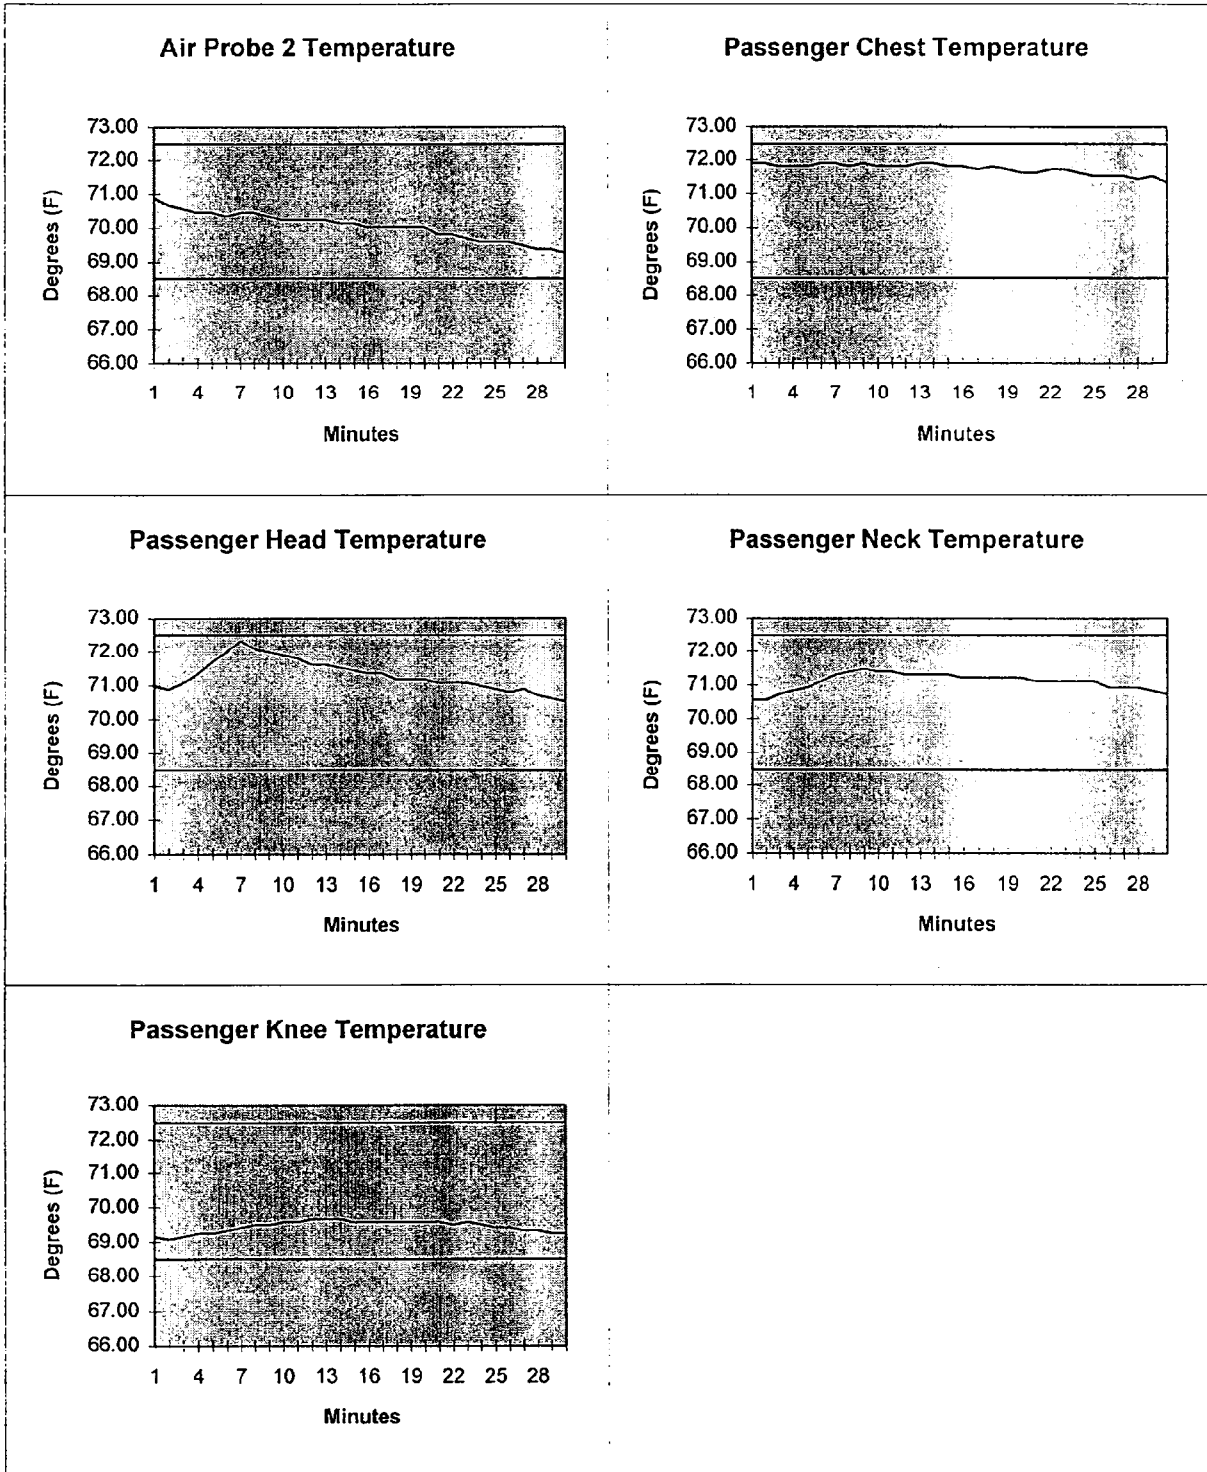 Air Probe 2 Temperature
Degrees (F)
73.00
72.00
71.00
70.00
69.00
68.00
67.00
66.00
1 4 7 10 13 16 19 22 25 28
Minutes
Passenger Chest Temperature
Degrees (F)
73.00
72.00
71.00
70.00
69.00
68.00
67.00
66.00
1 4 7 10 13 16 19 22 25 28
Minutes
Passenger Head Temperature
Degrees (F)
73.00
72.00
71.00
70.00
69.00
68.00
67.00
66.00
1 4 7 10 13 16 19 22 25 28
Minutes
Passenger Neck Temperature
Degrees (F)
73.00
72.00
71.00
70.00
69.00
68.00
67.00
66.00
1 4 7 10 13 16 19 22 25 28
Minutes
Passenger Knee Temperature
Degrees (F)
73.00
72.00
71.00
70.00
69.00
68.00
67.00
66.00
1 4 7 10 13 16 19 22 25 28
Minutes